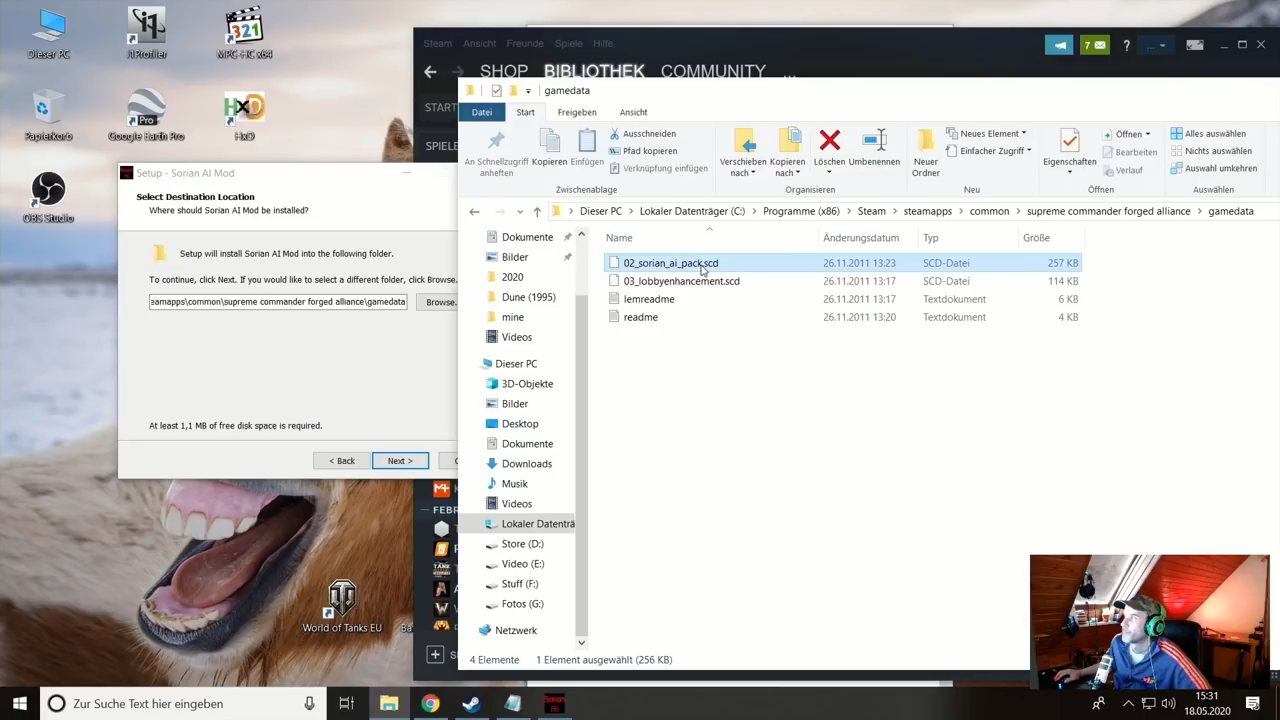 Dieser PC
i1Profiler
MPC-HC x64
Papierkorb
Google Earth Pro
HxD
OBS Studio
World of Tanks EU
Steam Ansicht Freunde Spiele Hilfe
7
?
SHOP BIBLIOTHEK COMMUNITY ...
START
SPIELE
gamedata
Datei Start Freigeben Ansicht
An Schnellzugriff
anheften
Kopieren
Einfügen
Ausschneiden
Pfad kopieren
Verknüpfung einfügen
Zwischenablage
Verschieben
nach
Kopieren
nach
Löschen
Umbenennen
Organisieren
Neuer
Ordner
Neues Element
Einfacher Zugriff
Neu
Eigenschaften
Öffnen
Bearbeiten
Verlauf
Öffnen
Alles auswählen
Nichts auswählen
Auswahl umkehren
Auswählen
Dieser PC > Lokaler Datenträger (C:) > Programme (x86) > Steam > steamapps > common > supreme commander forged alliance > gamedata
Name Änderungsdatum Typ Größe
02_sorian_ai_pack.scd 26.11.2011 13:23 SCD-Datei 257 KB
03_lobbyenhancement.scd 26.11.2011 13:17 SCD-Datei 114 KB
lemreadme 26.11.2011 13:17 Textdokument 6 KB
readme 26.11.2011 13:20 Textdokument 4 KB
Dokumente
Bilder
2020
Dune (1995)
mine
Videos
Dieser PC
3D-Objekte
Bilder
Desktop
Dokumente
Downloads
Musik
Videos
Lokaler Datenträ
Store (D:)
Video (E:)
Stuff (F:)
Fotos (G:)
Netzwerk
4 Elemente 1 Element ausgewählt (256 KB)
Setup - Sorian AI Mod
Select Destination Location
Where should Sorian AI Mod be installed?
Setup will install Sorian AI Mod into the following folder.
To continue, click Next. If you would like to select a different folder, click Browse.
eamapps\common\supreme commander forged alliance\gamedata
Browse...
At least 1,1 MB of free disk space is required.
< Back
Next >
C
– FEBR
Zur Suche Text hier eingeben
15:31
18.05.2020